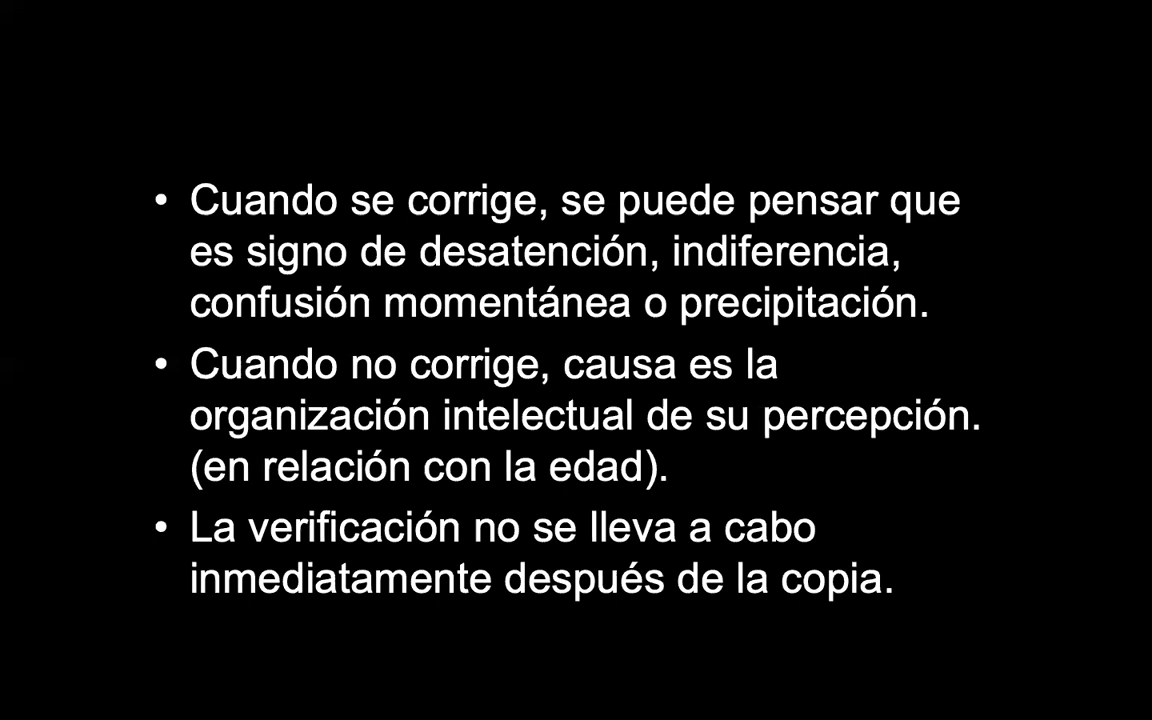 • Cuando se corrige, se puede pensar que
es signo de desatención, indiferencia,
confusión momentánea o precipitación.
• Cuando no corrige, causa es la
organización intelectual de su percepción.
(en relación con la edad).
• La verificación no se lleva a cabo
inmediatamente después de la copia.